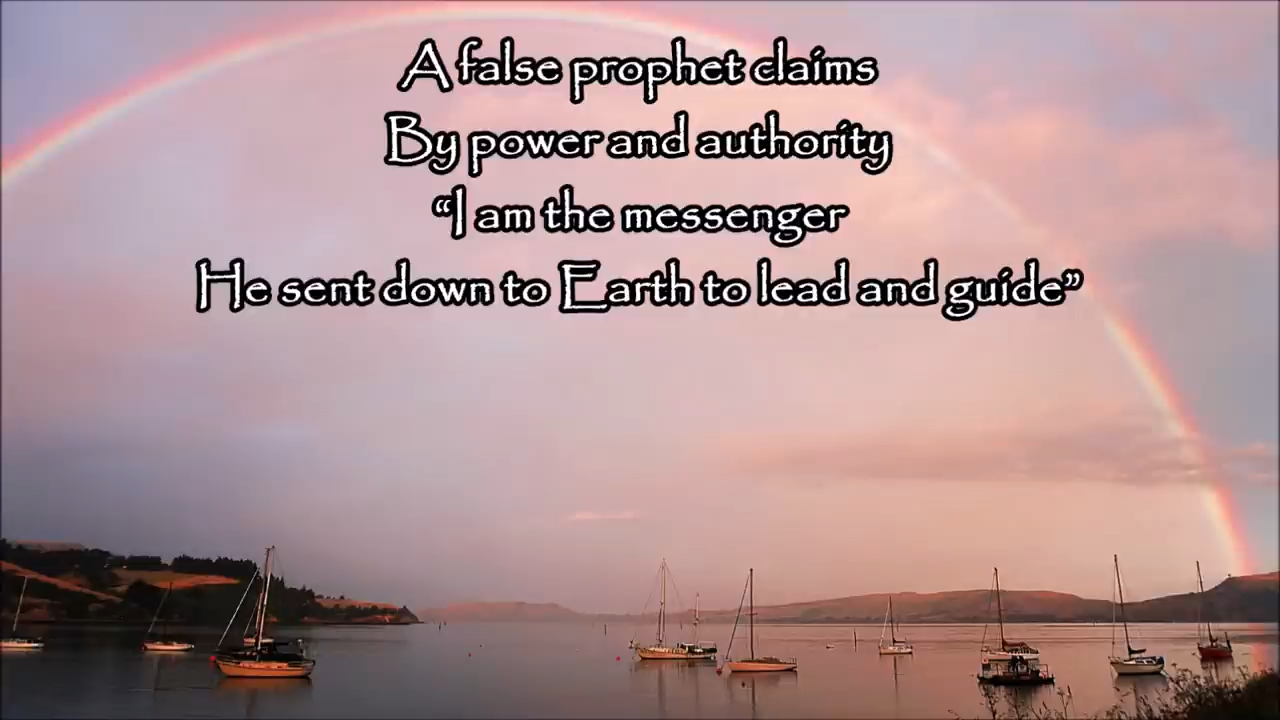 A false prophet claims
By power and authority
“I am the messenger
He sent down to Earth to lead and guide”